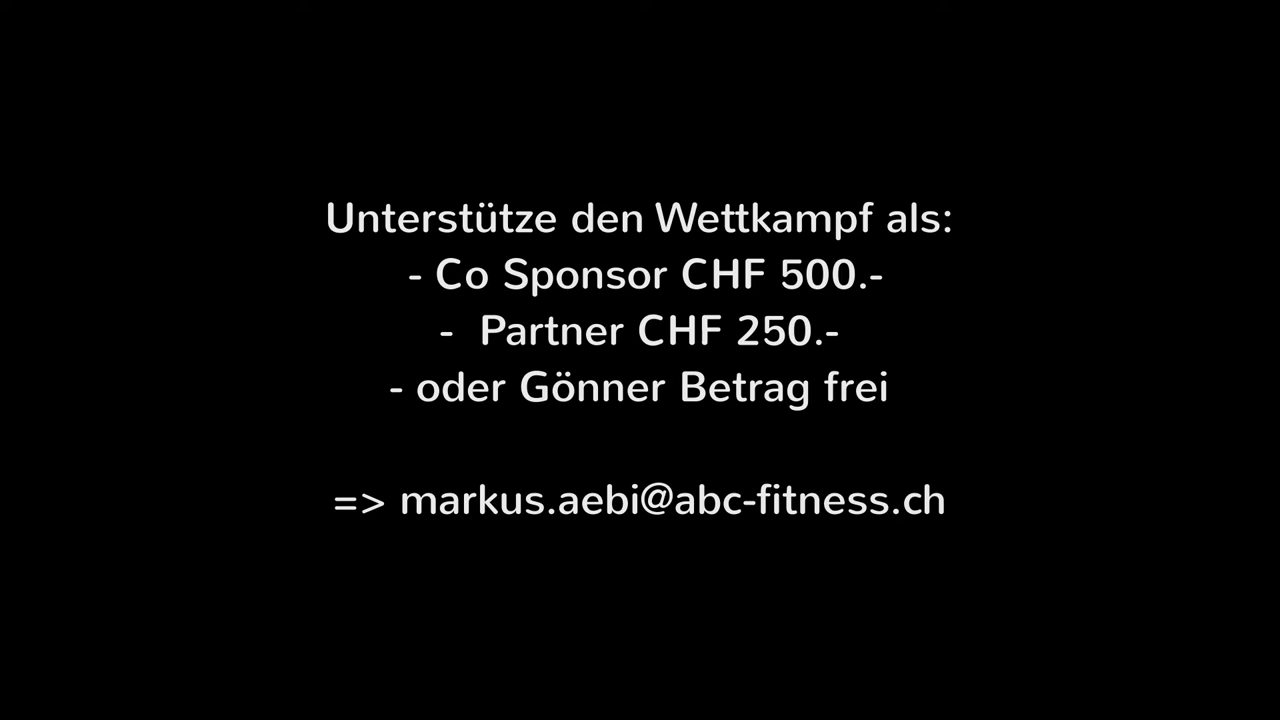 Unterstütze den Wettkampf als:
- Co Sponsor CHF 500.-
- Partner CHF 250.-
- oder Gönner Betrag frei
=> markus.aebi@abc-fitness.ch